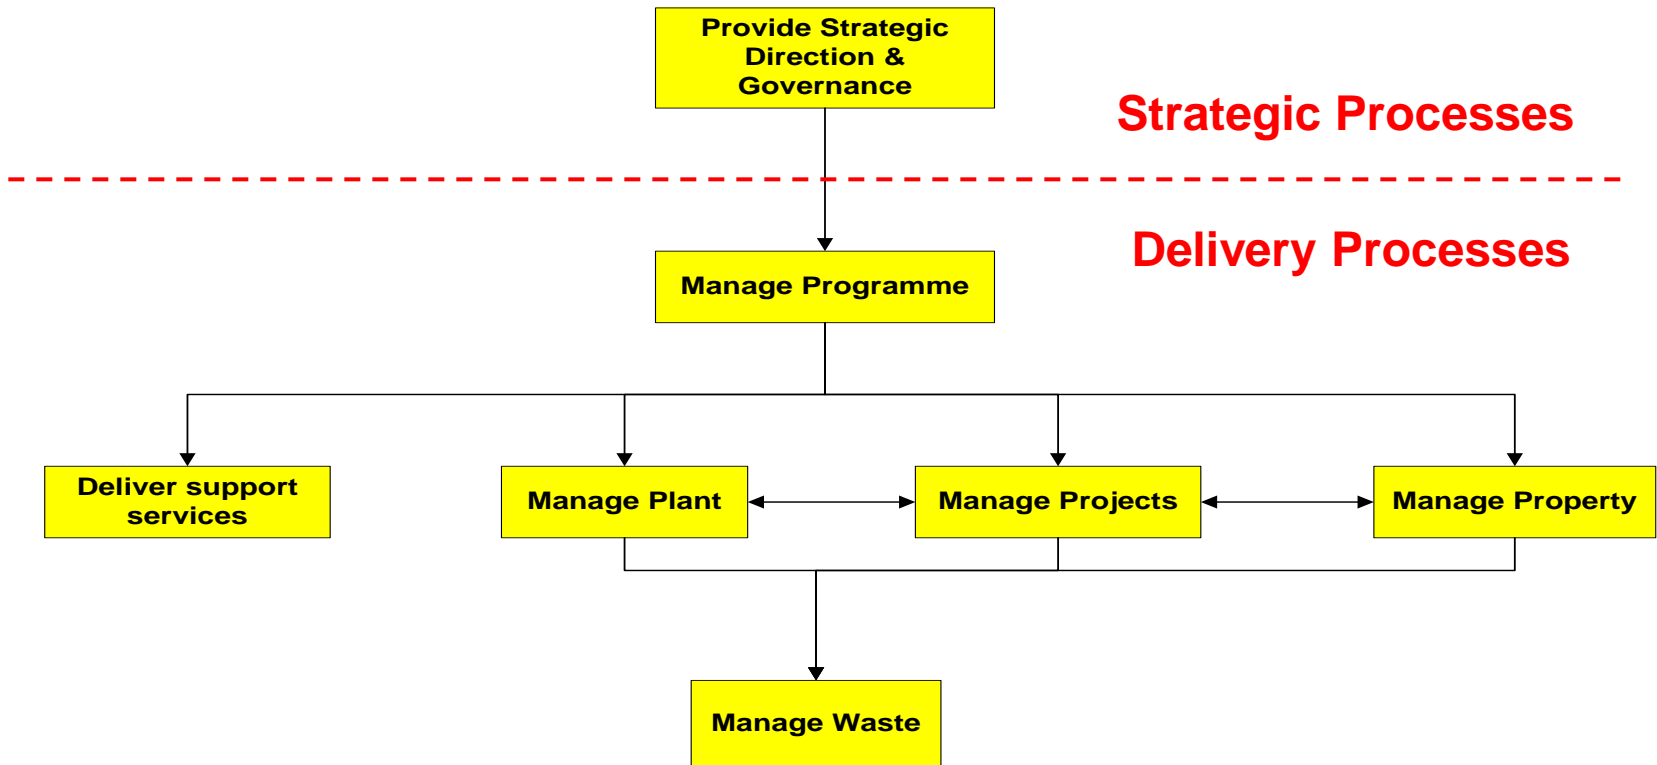 Provide Strategic
Direction &
Governance
Strategic Processes
Delivery Processes
Manage Programme
Deliver support
services
Manage Plant
Manage Projects
Manage Property
Manage Waste